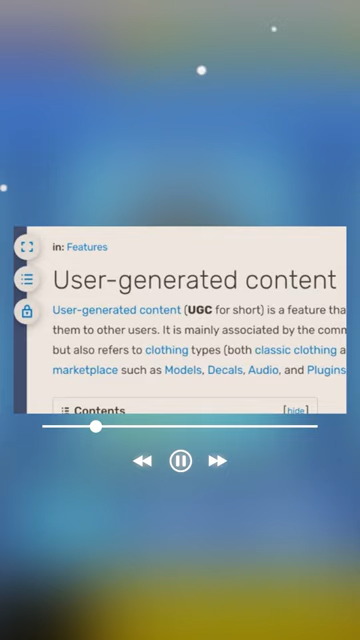 in: Features
User-generated content
User-generated content (UGC for short) is a feature tha
them to other users. It is mainly associated by the comm
but also refers to clothing types (both classic clothing a
marketplace such as Models, Decals, Audio, and Plugins
Contents [hide]